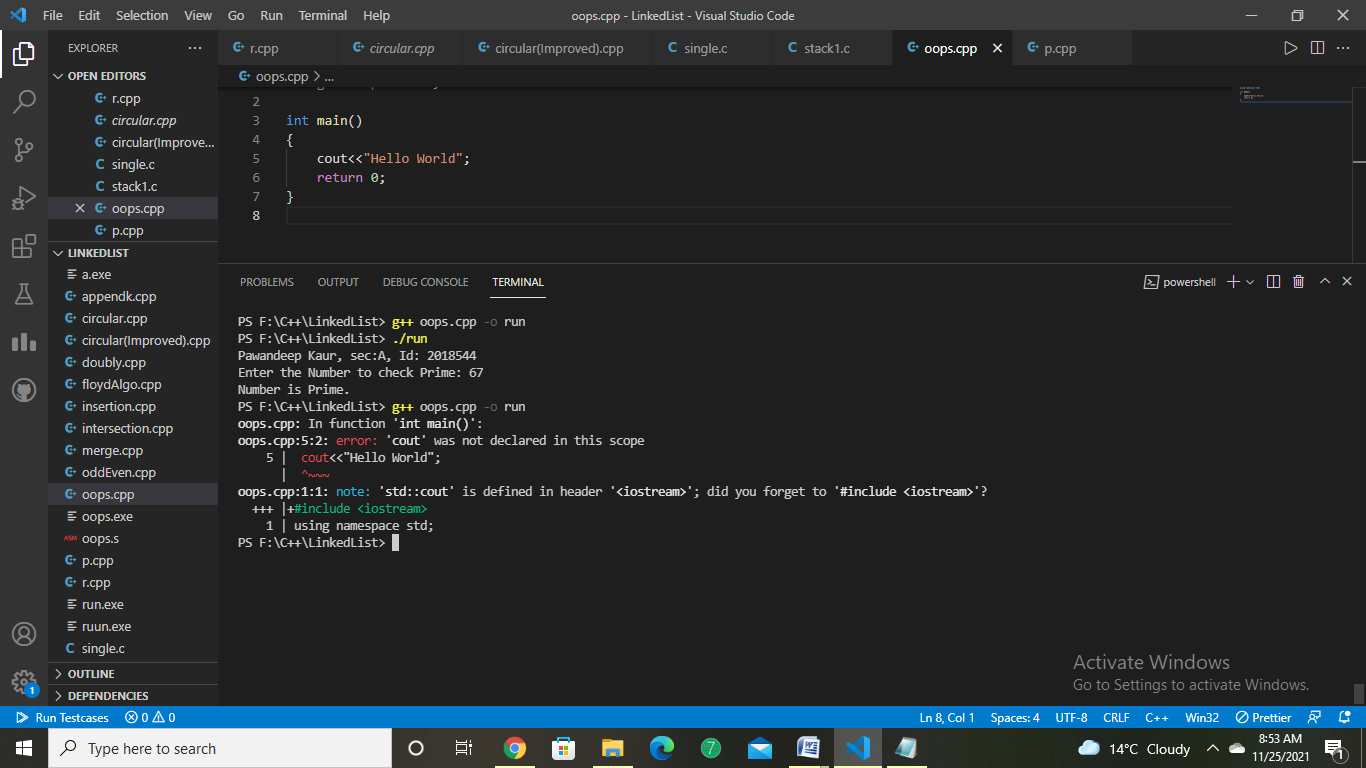 File Edit Selection View Go Run Terminal Help
oops.cpp - LinkedList - Visual Studio Code
EXPLORER ...
OPEN EDITORS
r.cpp
circular.cpp
circular(Improve...
single.c
stack1.c
oops.cpp
p.cpp
LINKEDLIST
a.exe
appendk.cpp
circular.cpp
circular(Improved).cpp
doubly.cpp
floydAlgo.cpp
insertion.cpp
intersection.cpp
merge.cpp
oddEven.cpp
oops.cpp
oops.exe
ASM oops.s
p.cpp
r.cpp
run.exe
ruun.exe
C single.c
OUTLINE
DEPENDENCIES
r.cpp circular.cpp circular(Improved).cpp single.c stack1.c oops.cpp p.cpp
oops.cpp > ...
2
3 int main()
4 {
5 cout<<"Hello World";
6 return 0;
7 }
8
PROBLEMS OUTPUT DEBUG CONSOLE TERMINAL
powershell
PS F:\C++\LinkedList> g++ oops.cpp -o run
PS F:\C++\LinkedList> ./run
Pawandeep Kaur, sec:A, Id: 2018544
Enter the Number to check Prime: 67
Number is Prime.
PS F:\C++\LinkedList> g++ oops.cpp -o run
oops.cpp: In function 'int main()':
oops.cpp:5:2: error: 'cout' was not declared in this scope
5 | cout<<"Hello World";
| ^~~~
oops.cpp:1:1: note: 'std::cout' is defined in header '<iostream>'; did you forget to '#include <iostream>'?
+++ |+#include <iostream>
1 | using namespace std;
PS F:\C++\LinkedList>
Activate Windows
Go to Settings to activate Windows.
1
Run Testcases 0 0
Ln 8, Col 1 Spaces: 4 UTF-8 CRLF C++ Win32 Prettier
Type here to search
7
14°C Cloudy
8:53 AM
11/25/2021
1